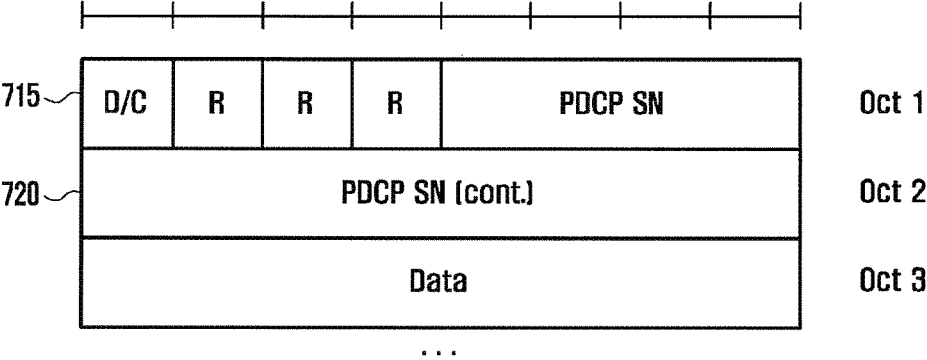 715 D/C R R R PDCP SN Oct 1
720 PDCP SN (cont.) Oct 2
Data Oct 3
...